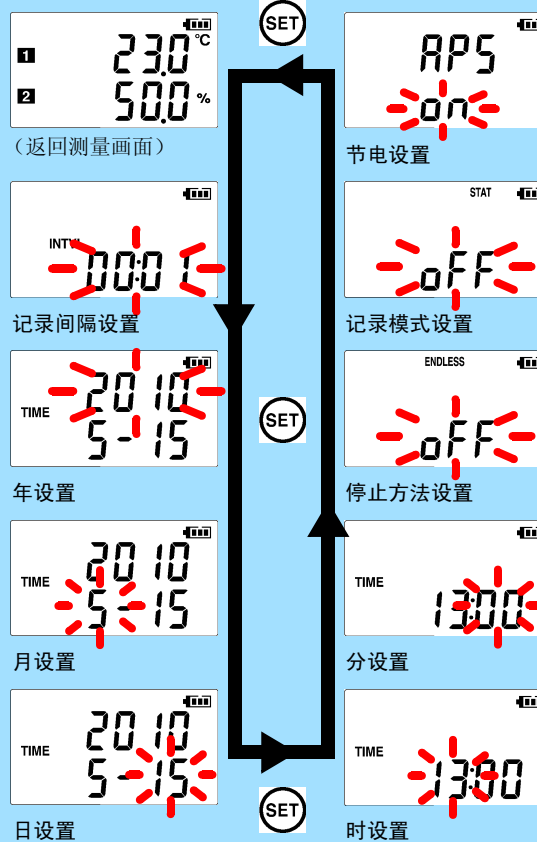 SET
1 23.0 °C
2 50.0 %
(返回测量画面)
APS
on
节电设置
INTVL
00:01
记录间隔设置
STAT
oFF
记录模式设置
TIME
2010
5-15
年设置
SET
ENDLESS
oFF
停止方法设置
TIME
2010
5-15
月设置
TIME
13:00
分设置
TIME
2010
5-15
日设置
SET
TIME
13:00
时设置